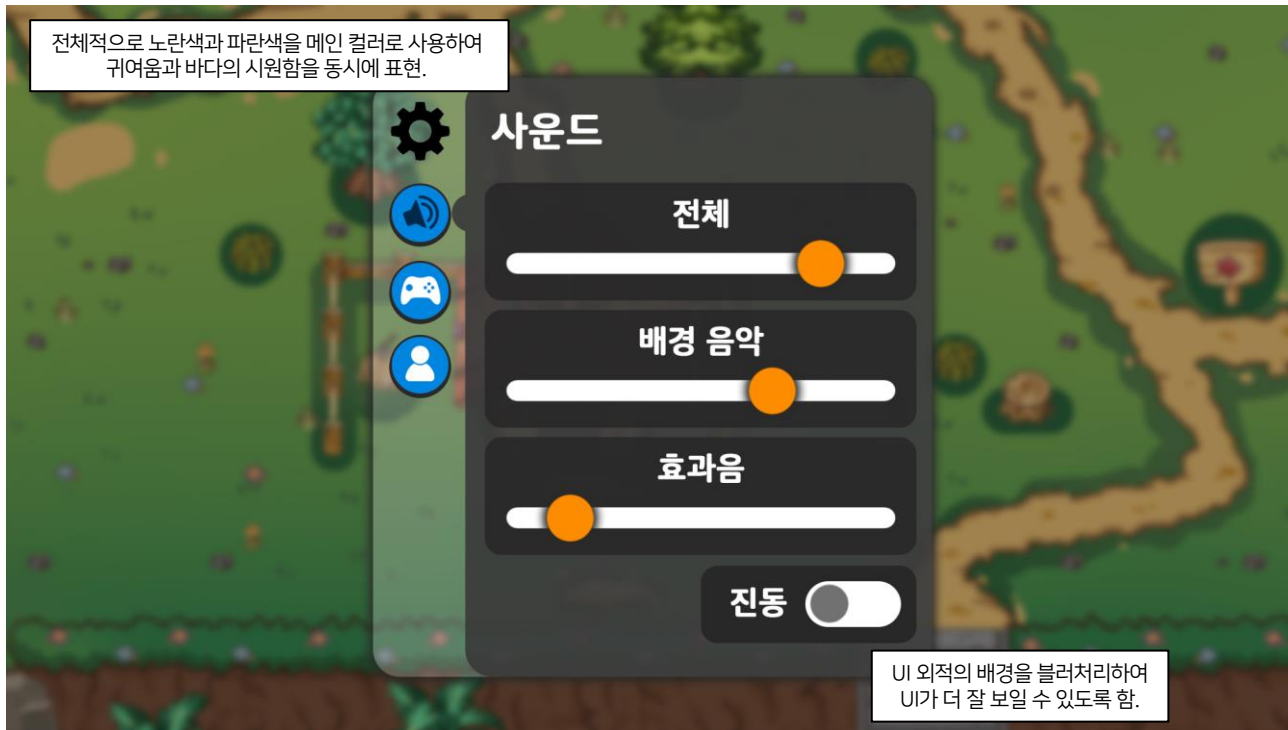 전체적으로 노란색과 파란색을 메인 컬러로 사용하여
귀여움과 바다의 시원함을 동시에 표현.
사운드
전체
배경 음악
효과음
진동
UI 외적의 배경을 블러처리하여
UI가 더 잘 보일 수 있도록 함.